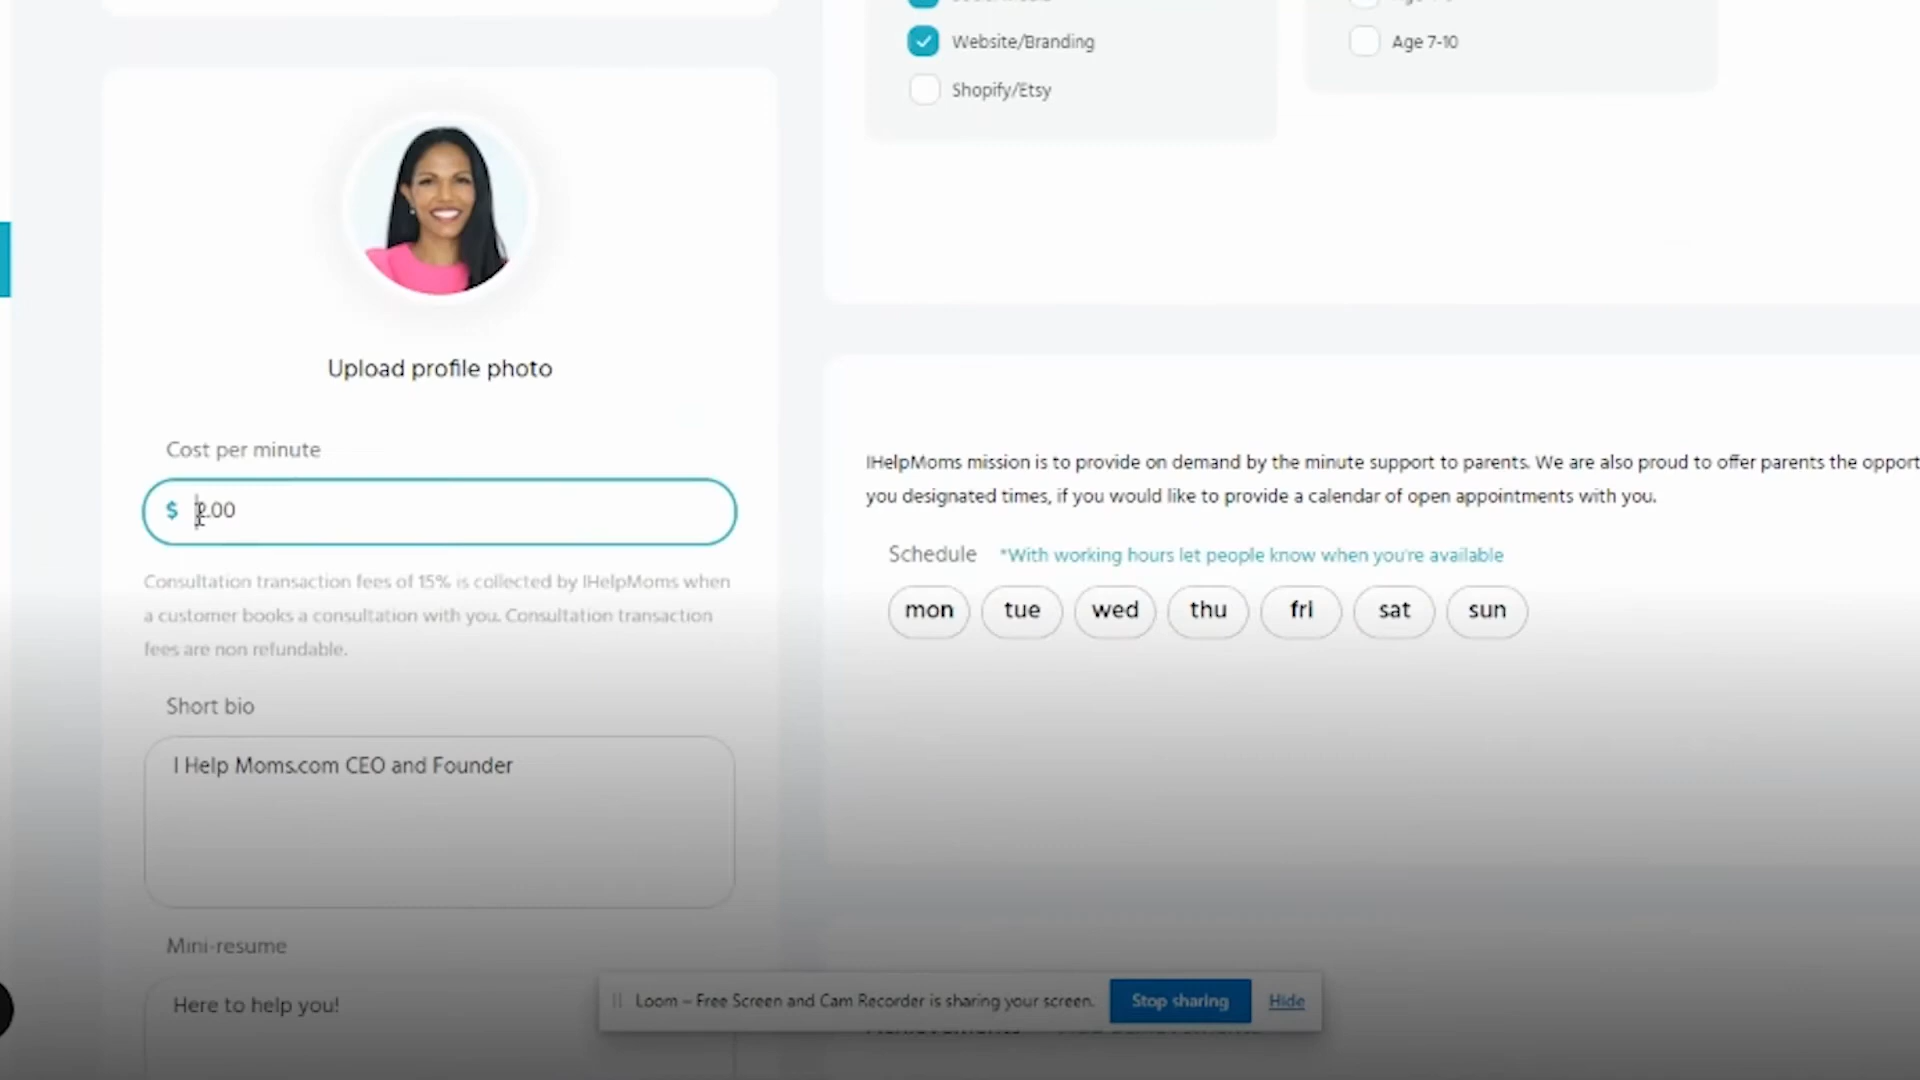 Website/Branding
Age 7-10
Shopify/Etsy
Upload profile photo
Cost per minute
$ 2.00
Consultation transaction fees of 15% is collected by IHelpMoms when
a customer books a consultation with you. Consultation transaction
fees are non refundable.
Short bio
I Help Moms.com CEO and Founder
Mini-resume
Here to help you!
IHelpMoms mission is to provide on demand by the minute support to parents. We are also proud to offer parents the opport
you designated times, if you would like to provide a calendar of open appointments with you.
Schedule *With working hours let people know when you're available
mon tue wed thu fri sat sun
Loom – Free Screen and Cam Recorder is sharing your screen. Stop sharing Hide